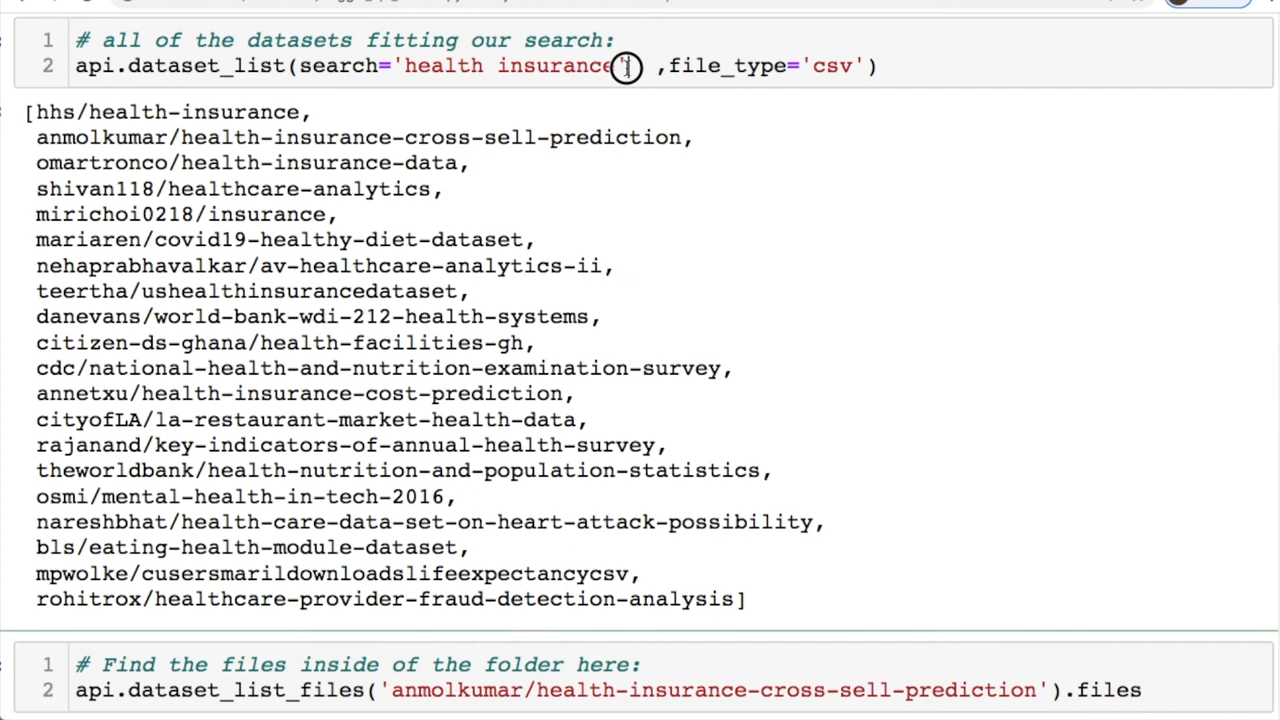 1 # all of the datasets fitting our search:
2 api.dataset_list(search='health insurance' ,file_type='csv')
[hhs/health-insurance,
anmolkumar/health-insurance-cross-sell-prediction,
omartronco/health-insurance-data,
shivan118/healthcare-analytics,
mirichoi0218/insurance,
mariaren/covid19-healthy-diet-dataset,
nehaprabhavalkar/av-healthcare-analytics-ii,
teertha/ushealthinsurancedataset,
danevans/world-bank-wdi-212-health-systems,
citizen-ds-ghana/health-facilities-gh,
cdc/national-health-and-nutrition-examination-survey,
annetxu/health-insurance-cost-prediction,
cityofLA/la-restaurant-market-health-data,
rajanand/key-indicators-of-annual-health-survey,
theworldbank/health-nutrition-and-population-statistics,
osmi/mental-health-in-tech-2016,
nareshbhat/health-care-data-set-on-heart-attack-possibility,
bls/eating-health-module-dataset,
mpwolke/cusersmarildownloadslifeexpectancycsv,
rohitrox/healthcare-provider-fraud-detection-analysis]
1 # Find the files inside of the folder here:
2 api.dataset_list_files('anmolkumar/health-insurance-cross-sell-prediction').files